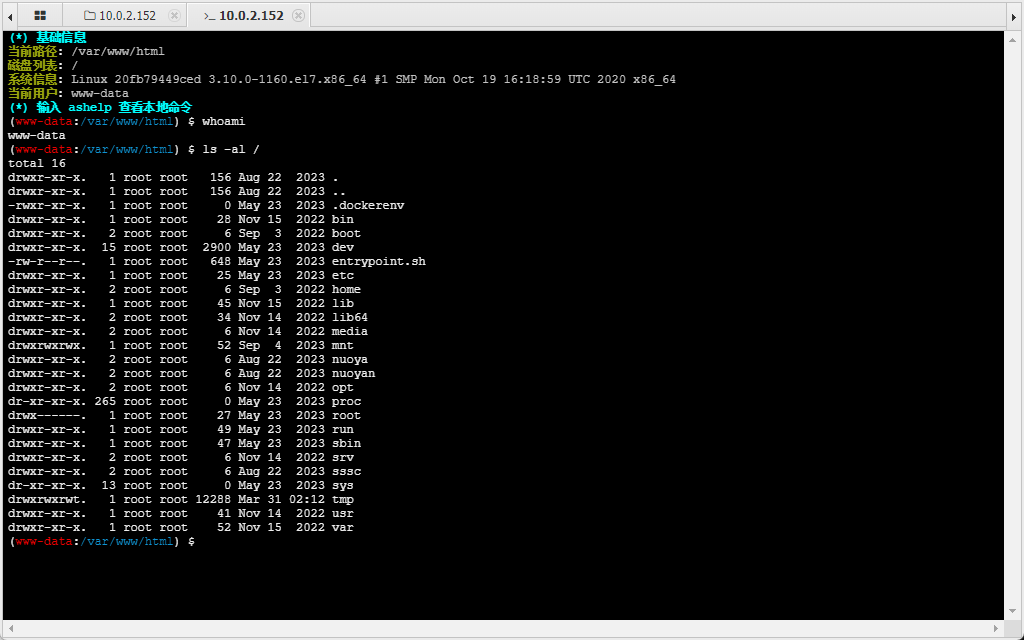 10.0.2.152
>_ 10.0.2.152
(*) 基础信息
当前路径: /var/www/html
磁盘列表: /
系统信息: Linux 20fb79449ced 3.10.0-1160.el7.x86_64 #1 SMP Mon Oct 19 16:18:59 UTC 2020 x86_64
当前用户: www-data
(*) 输入 ashelp 查看本地命令
(www-data:/var/www/html) $ whoami
www-data
(www-data:/var/www/html) $ ls -al /
total 16
drwxr-xr-x.   1 root root   156 Aug 22  2023 .
drwxr-xr-x.   1 root root   156 Aug 22  2023 ..
-rwxr-xr-x.   1 root root     0 May 23  2023 .dockerenv
drwxr-xr-x.   1 root root    28 Nov 15  2022 bin
drwxr-xr-x.   2 root root     6 Sep  3  2022 boot
drwxr-xr-x.  15 root root  2900 May 23  2023 dev
-rw-r--r--.   1 root root   648 May 23  2023 entrypoint.sh
drwxr-xr-x.   1 root root    25 May 23  2023 etc
drwxr-xr-x.   2 root root     6 Sep  3  2022 home
drwxr-xr-x.   1 root root    45 Nov 15  2022 lib
drwxr-xr-x.   2 root root    34 Nov 14  2022 lib64
drwxr-xr-x.   2 root root     6 Nov 14  2022 media
drwxrwxrwx.   1 root root    52 Sep  4  2023 mnt
drwxr-xr-x.   2 root root     6 Aug 22  2023 nuoya
drwxr-xr-x.   2 root root     6 Aug 22  2023 nuoyan
drwxr-xr-x.   2 root root     6 Nov 14  2022 opt
dr-xr-xr-x. 265 root root     0 May 23  2023 proc
drwx------.   1 root root    27 May 23  2023 root
drwxr-xr-x.   1 root root    49 May 23  2023 run
drwxr-xr-x.   1 root root    47 May 23  2023 sbin
drwxr-xr-x.   2 root root     6 Nov 14  2022 srv
drwxr-xr-x.   2 root root     6 Aug 22  2023 sssc
dr-xr-xr-x.  13 root root     0 May 23  2023 sys
drwxrwxrwt.   1 root root 12288 Mar 31 02:12 tmp
drwxr-xr-x.   1 root root    41 Nov 14  2022 usr
drwxr-xr-x.   1 root root    52 Nov 15  2022 var
(www-data:/var/www/html) $